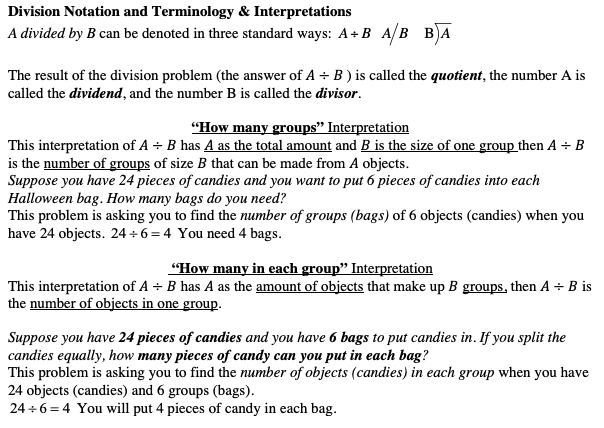 Division Notation and Terminology & Interpretations
A divided by B can be denoted in three standard ways: A ÷ B A/B B)A
The result of the division problem (the answer of A ÷ B ) is called the quotient, the number A is
called the dividend, and the number B is called the divisor.
“How many groups” Interpretation
This interpretation of A ÷ B has A as the total amount and B is the size of one group then A ÷ B
is the number of groups of size B that can be made from A objects.
Suppose you have 24 pieces of candies and you want to put 6 pieces of candies into each
Halloween bag. How many bags do you need?
This problem is asking you to find the number of groups (bags) of 6 objects (candies) when you
have 24 objects. 24 ÷ 6 = 4 You need 4 bags.
“How many in each group” Interpretation
This interpretation of A ÷ B has A as the amount of objects that make up B groups, then A ÷ B is
the number of objects in one group.
Suppose you have 24 pieces of candies and you have 6 bags to put candies in. If you split the
candies equally, how many pieces of candy can you put in each bag?
This problem is asking you to find the number of objects (candies) in each group when you have
24 objects (candies) and 6 groups (bags).
24 ÷ 6 = 4 You will put 4 pieces of candy in each bag.